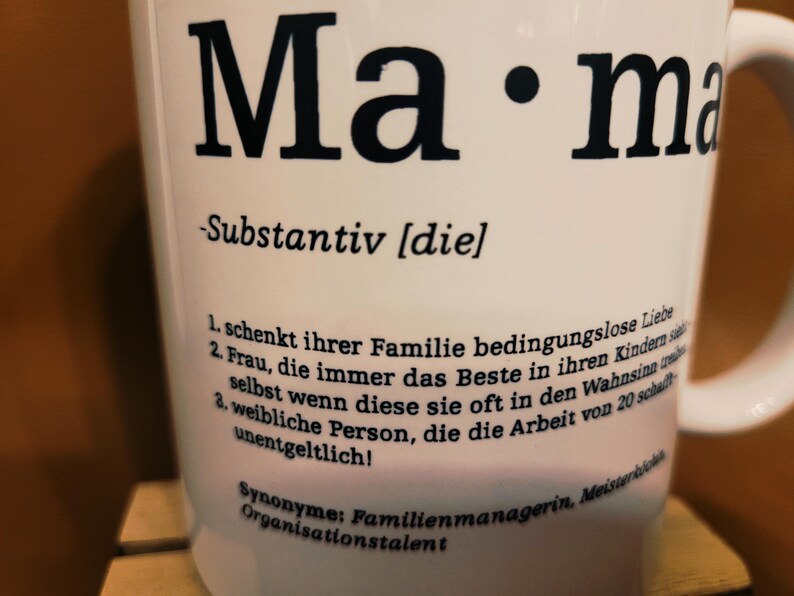 Ma·ma
-Substantiv [die]
1. schenkt ihrer Familie bedingungslose Liebe
2. Frau, die immer das Beste in ihren Kindern sieht -
selbst wenn diese sie oft in den Wahnsinn treiben
3. weibliche Person, die die Arbeit von 20 schafft -
unentgeltlich!
Synonyme: Familienmanagerin, Meisterköchin,
Organisationstalent